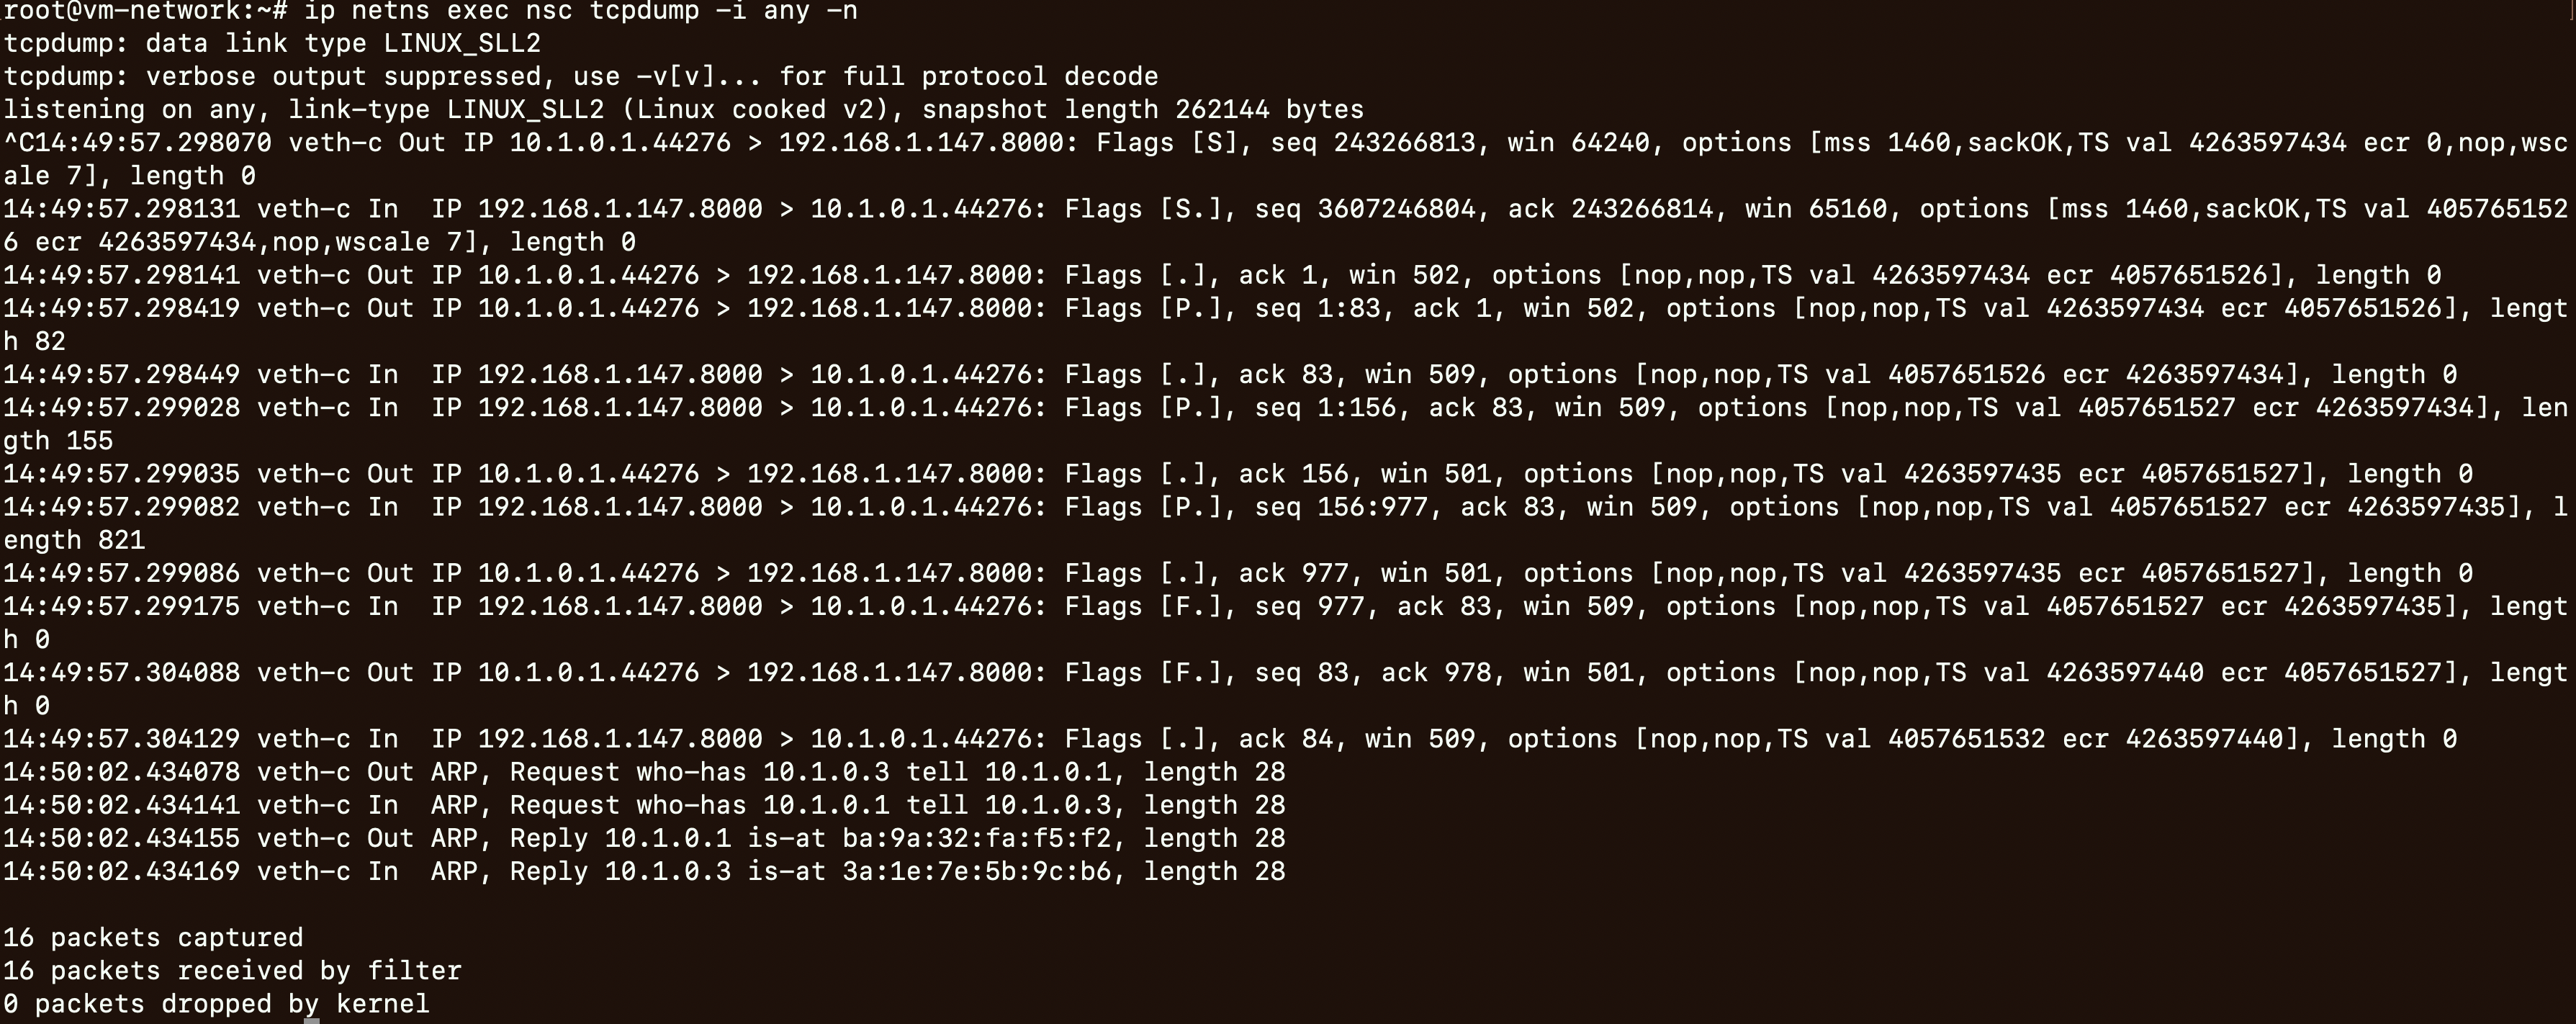 root@vm-network:~# ip netns exec nsc tcpdump -i any -n
tcpdump: data link type LINUX_SLL2
tcpdump: verbose output suppressed, use -v[v]... for full protocol decode
listening on any, link-type LINUX_SLL2 (Linux cooked v2), snapshot length 262144 bytes
^C14:49:57.298070 veth-c Out IP 10.1.0.1.44276 > 192.168.1.147.8000: Flags [S], seq 243266813, win 64240, options [mss 1460,sackOK,TS val 4263597434 ecr 0,nop,wsc
ale 7], length 0
14:49:57.298131 veth-c In  IP 192.168.1.147.8000 > 10.1.0.1.44276: Flags [S.], seq 3607246804, ack 243266814, win 65160, options [mss 1460,sackOK,TS val 405765152
6 ecr 4263597434,nop,wscale 7], length 0
14:49:57.298141 veth-c Out IP 10.1.0.1.44276 > 192.168.1.147.8000: Flags [.], ack 1, win 502, options [nop,nop,TS val 4263597434 ecr 4057651526], length 0
14:49:57.298419 veth-c Out IP 10.1.0.1.44276 > 192.168.1.147.8000: Flags [P.], seq 1:83, ack 1, win 502, options [nop,nop,TS val 4263597434 ecr 4057651526], lengt
h 82
14:49:57.298449 veth-c In  IP 192.168.1.147.8000 > 10.1.0.1.44276: Flags [.], ack 83, win 509, options [nop,nop,TS val 4057651526 ecr 4263597434], length 0
14:49:57.299028 veth-c In  IP 192.168.1.147.8000 > 10.1.0.1.44276: Flags [P.], seq 1:156, ack 83, win 509, options [nop,nop,TS val 4057651527 ecr 4263597434], len
gth 155
14:49:57.299035 veth-c Out IP 10.1.0.1.44276 > 192.168.1.147.8000: Flags [.], ack 156, win 501, options [nop,nop,TS val 4263597435 ecr 4057651527], length 0
14:49:57.299082 veth-c In  IP 192.168.1.147.8000 > 10.1.0.1.44276: Flags [P.], seq 156:977, ack 83, win 509, options [nop,nop,TS val 4057651527 ecr 4263597435], l
ength 821
14:49:57.299086 veth-c Out IP 10.1.0.1.44276 > 192.168.1.147.8000: Flags [.], ack 977, win 501, options [nop,nop,TS val 4263597435 ecr 4057651527], length 0
14:49:57.299175 veth-c In  IP 192.168.1.147.8000 > 10.1.0.1.44276: Flags [F.], seq 977, ack 83, win 509, options [nop,nop,TS val 4057651527 ecr 4263597435], lengt
h 0
14:49:57.304088 veth-c Out IP 10.1.0.1.44276 > 192.168.1.147.8000: Flags [F.], seq 83, ack 978, win 501, options [nop,nop,TS val 4263597440 ecr 4057651527], lengt
h 0
14:49:57.304129 veth-c In  IP 192.168.1.147.8000 > 10.1.0.1.44276: Flags [.], ack 84, win 509, options [nop,nop,TS val 4057651532 ecr 4263597440], length 0
14:50:02.434078 veth-c Out ARP, Request who-has 10.1.0.3 tell 10.1.0.1, length 28
14:50:02.434141 veth-c In  ARP, Request who-has 10.1.0.1 tell 10.1.0.3, length 28
14:50:02.434155 veth-c Out ARP, Reply 10.1.0.1 is-at ba:9a:32:fa:f5:f2, length 28
14:50:02.434169 veth-c In  ARP, Reply 10.1.0.3 is-at 3a:1e:7e:5b:9c:b6, length 28
16 packets captured
16 packets received by filter
0 packets dropped by kernel